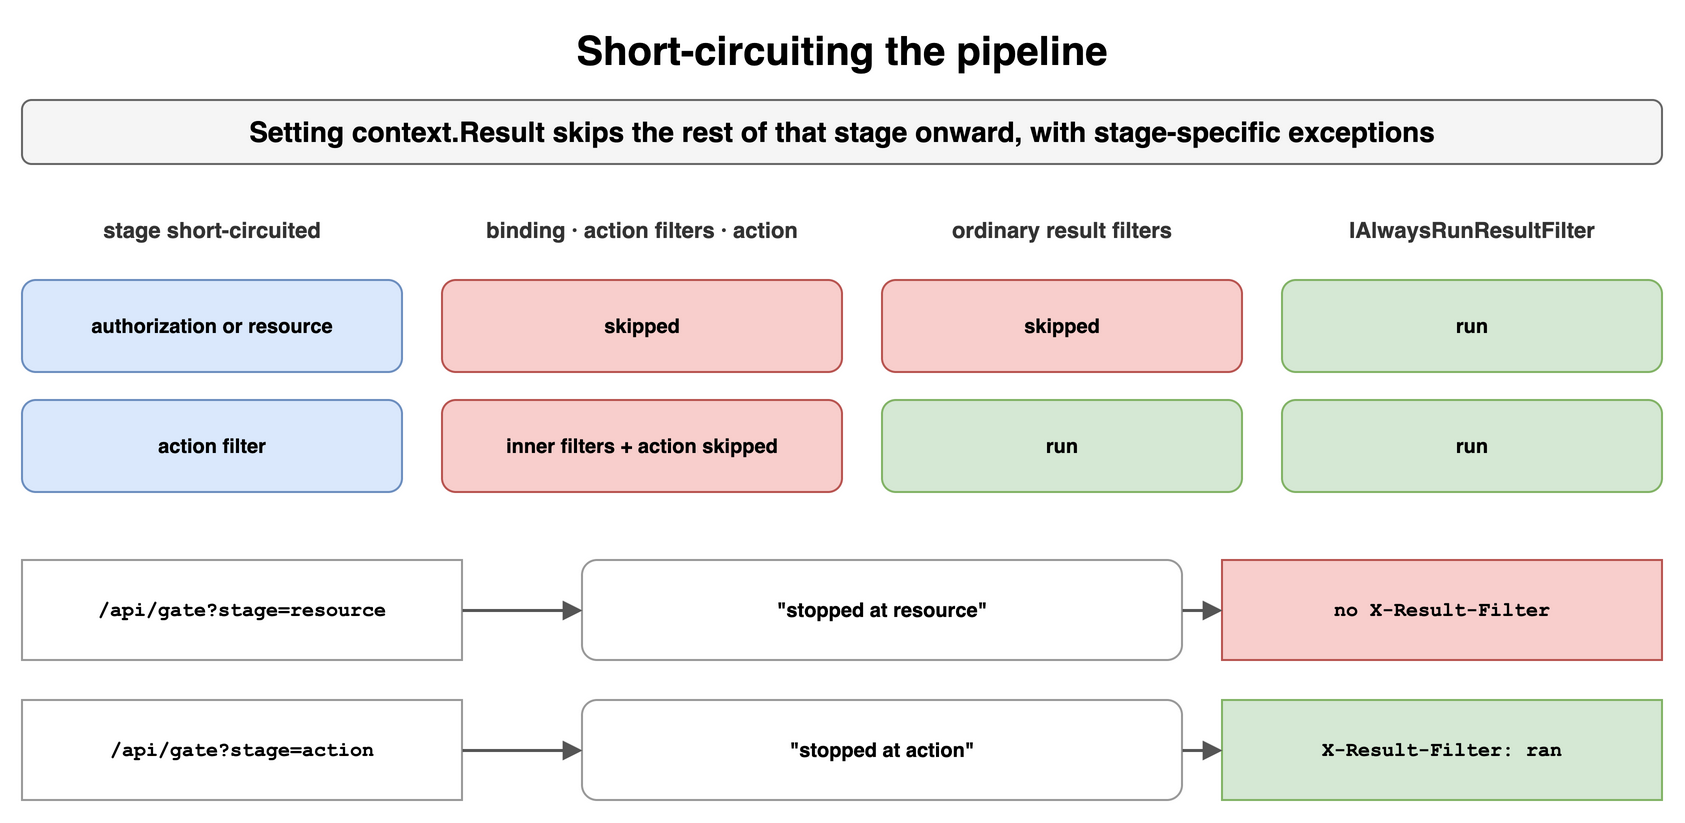 Short-circuiting the pipeline
Setting context.Result skips the rest of that stage onward, with stage-specific exceptions
stage short-circuited
binding · action filters · action
ordinary result filters
IAlwaysRunResultFilter
authorization or resource
skipped
skipped
run
action filter
inner filters + action skipped
run
run
/api/gate?stage=resource
"stopped at resource"
no X-Result-Filter
/api/gate?stage=action
"stopped at action"
X-Result-Filter: ran